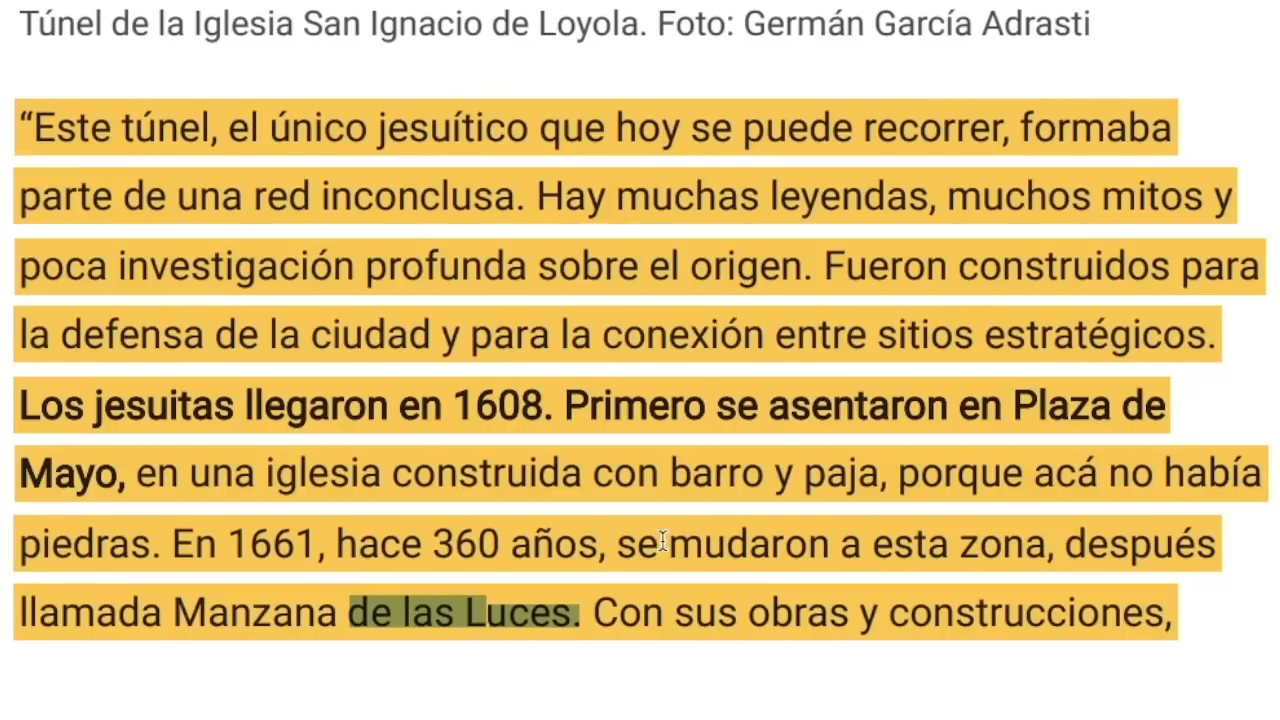 Túnel de la Iglesia San Ignacio de Loyola. Foto: Germán García Adrasti
“Este túnel, el único jesuítico que hoy se puede recorrer, formaba
parte de una red inconclusa. Hay muchas leyendas, muchos mitos y
poca investigación profunda sobre el origen. Fueron construidos para
la defensa de la ciudad y para la conexión entre sitios estratégicos.
Los jesuitas llegaron en 1608. Primero se asentaron en Plaza de
Mayo, en una iglesia construida con barro y paja, porque acá no había
piedras. En 1661, hace 360 años, se mudaron a esta zona, después
llamada Manzana de las Luces. Con sus obras y construcciones,